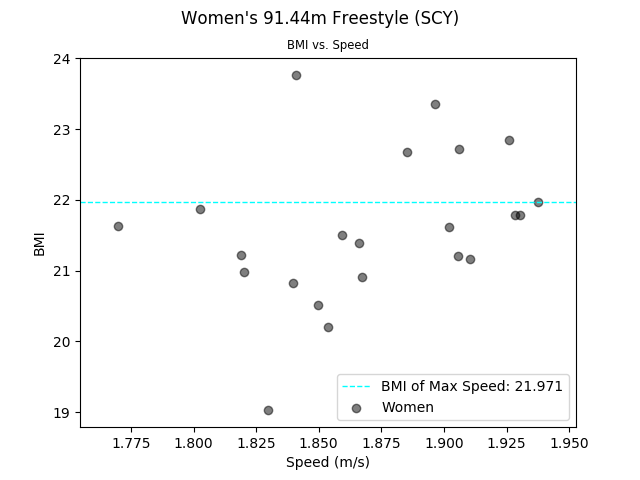 Women's 91.44m Freestyle (SCY)
BMI vs. Speed
24
23
22
21
20
19
BMI
BMI of Max Speed: 21.971
Women
1.775 1.800 1.825 1.850 1.875 1.900 1.925 1.950
Speed (m/s)